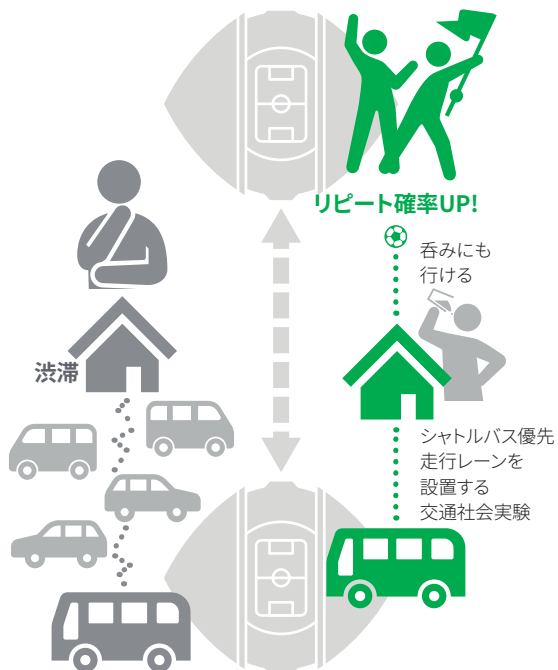 リピート確率UP!
呑みにも
行ける
渋滞
シャトルバス優先
走行レーンを
設置する
交通社会実験